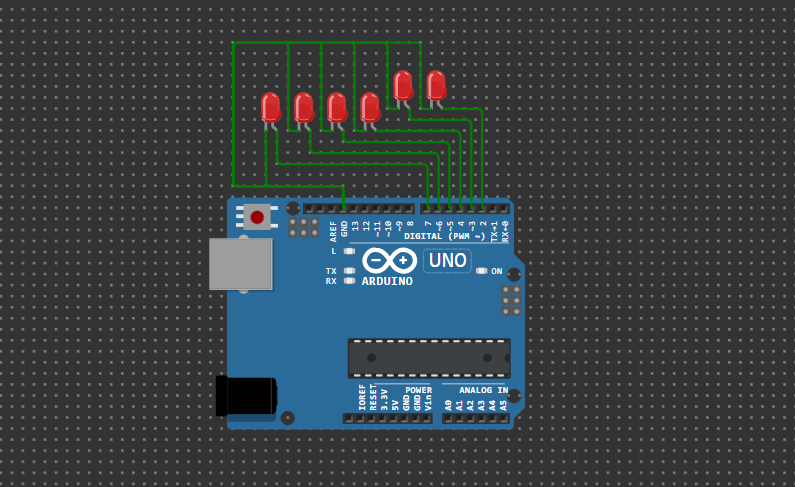 AREF
GND
13
12
~11
~10
~9
8
7
~6
~5
4
~3
2
TX→1
RX←0
DIGITAL (PWM ~)
L
UNO
TX
RX
ON
ARDUINO
POWER
ANALOG IN
IOREF
RESET
3.3V
5V
GND
GND
Vin
A0
A1
A2
A3
A4
A5